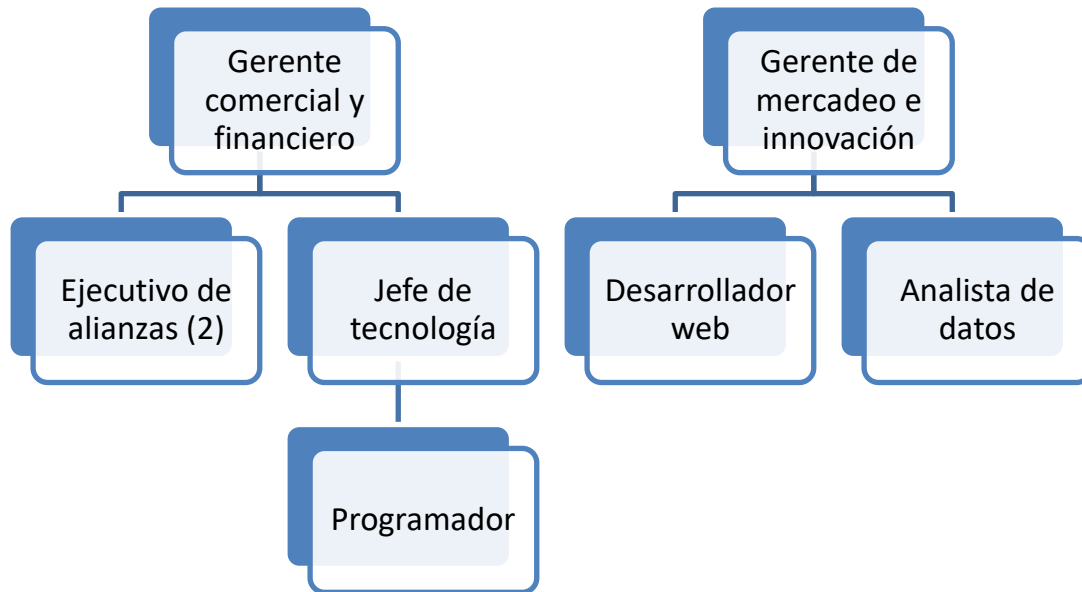 Gerente
comercial y
financiero
Gerente de
mercadeo e
innovación
Ejecutivo de
alianzas (2)
Jefe de
tecnología
Desarrollador
web
Analista de
datos
Programador